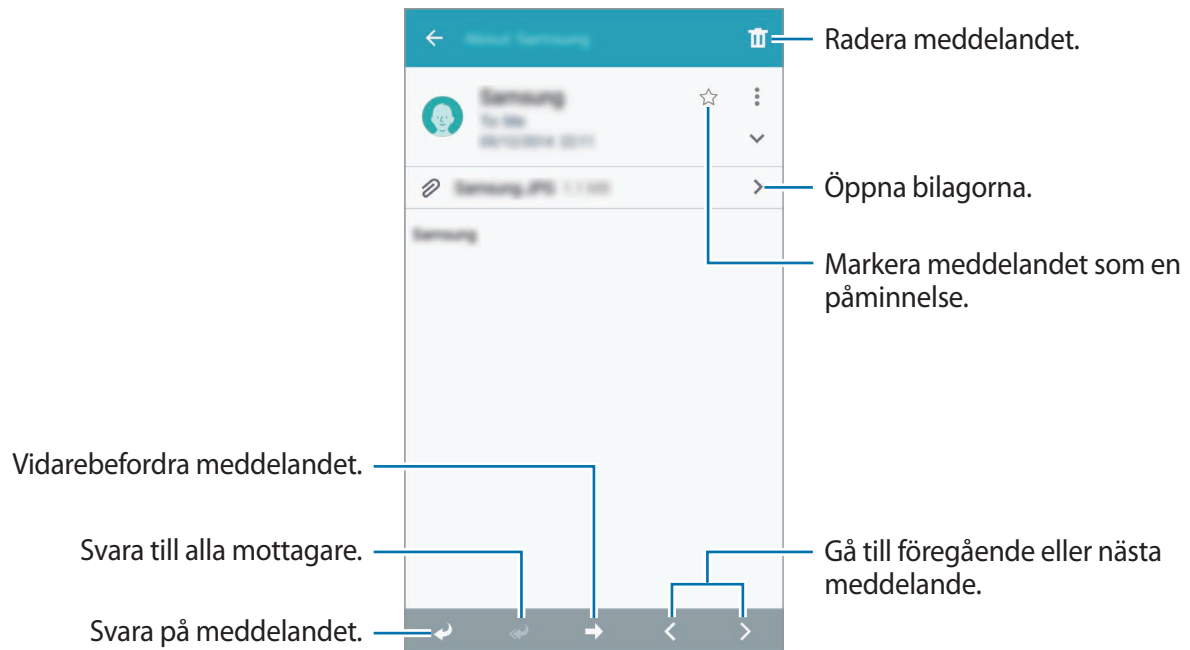 Radera meddelandet.
Öppna bilagorna.
Markera meddelandet som en
påminnelse.
Vidarebefordra meddelandet.
Svara till alla mottagare.
Gå till föregående eller nästa
meddelande.
Svara på meddelandet.